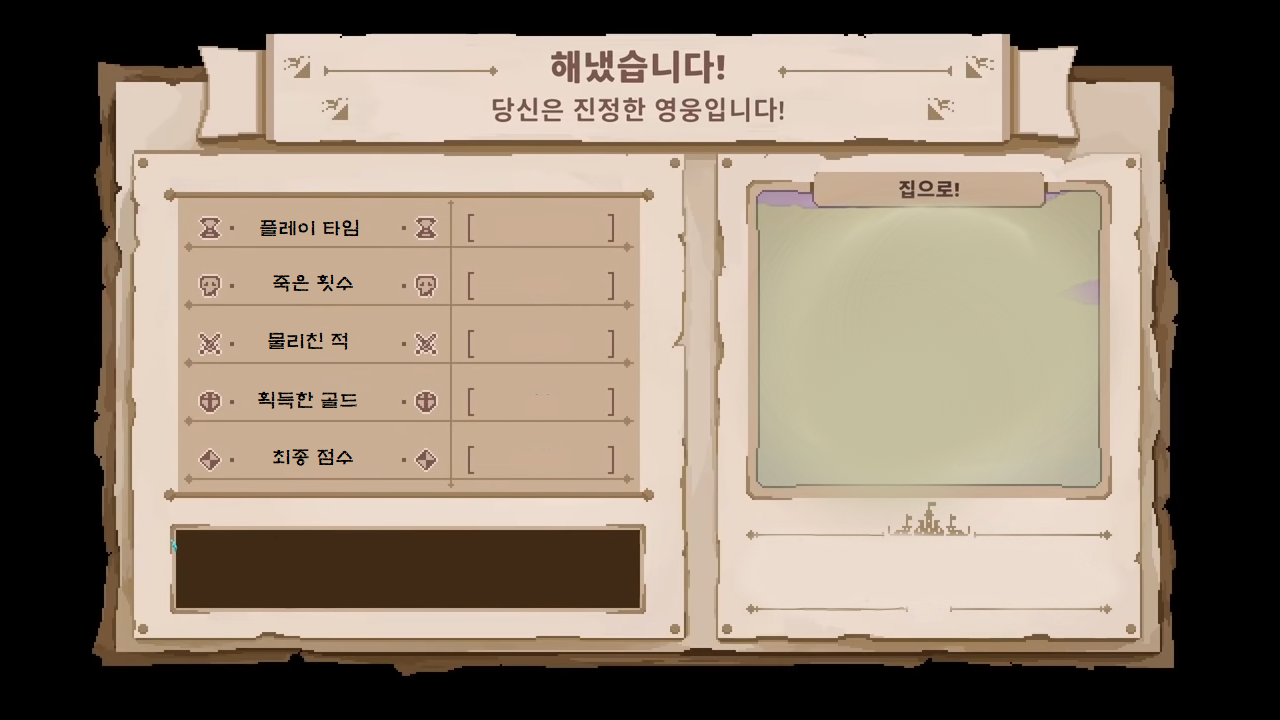 해냈습니다!
당신은 진정한 영웅입니다!
플레이 타임 [ ]
죽은 횟수 [ ]
물리친 적 [ ]
획득한 골드 [ ]
최종 점수 [ ]
집으로!